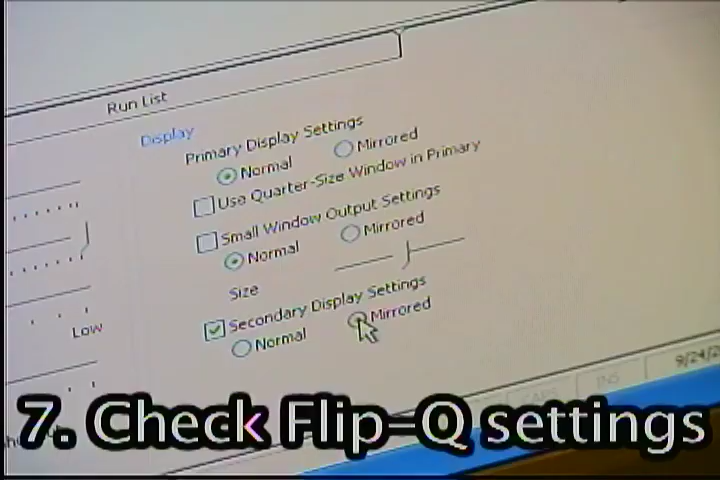 Run List
Display
Primary Display Settings
Normal Mirrored
Use Quarter-Size Window in Primary
Small Window Output Settings
Normal Mirrored
Size
Secondary Display Settings
Low
Normal Mirrored
INS
7. Check Flip-Q settings